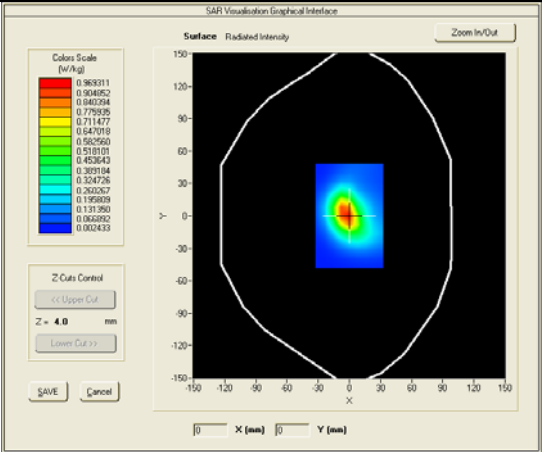 SAR Visualisation Graphical Interface
Surface Radiated Intensity
Zoom In/Out
Colors Scale
(W/kg)
0.969311
0.904852
0.840394
0.775935
0.711477
0.647018
0.582560
0.518101
0.453643
0.389184
0.324726
0.260267
0.195809
0.131350
0.066892
0.002433
Z-Cuts Control
<< Upper Cut
Z = 4.0 mm
Lower Cut >>
SAVE Cancel
150
120
90
60
30
Y 0
-30
-60
-90
-120
-150
-150 -120 -90 -60 -30 0 30 60 90 120 150
X
0 X (mm) 0 Y (mm)